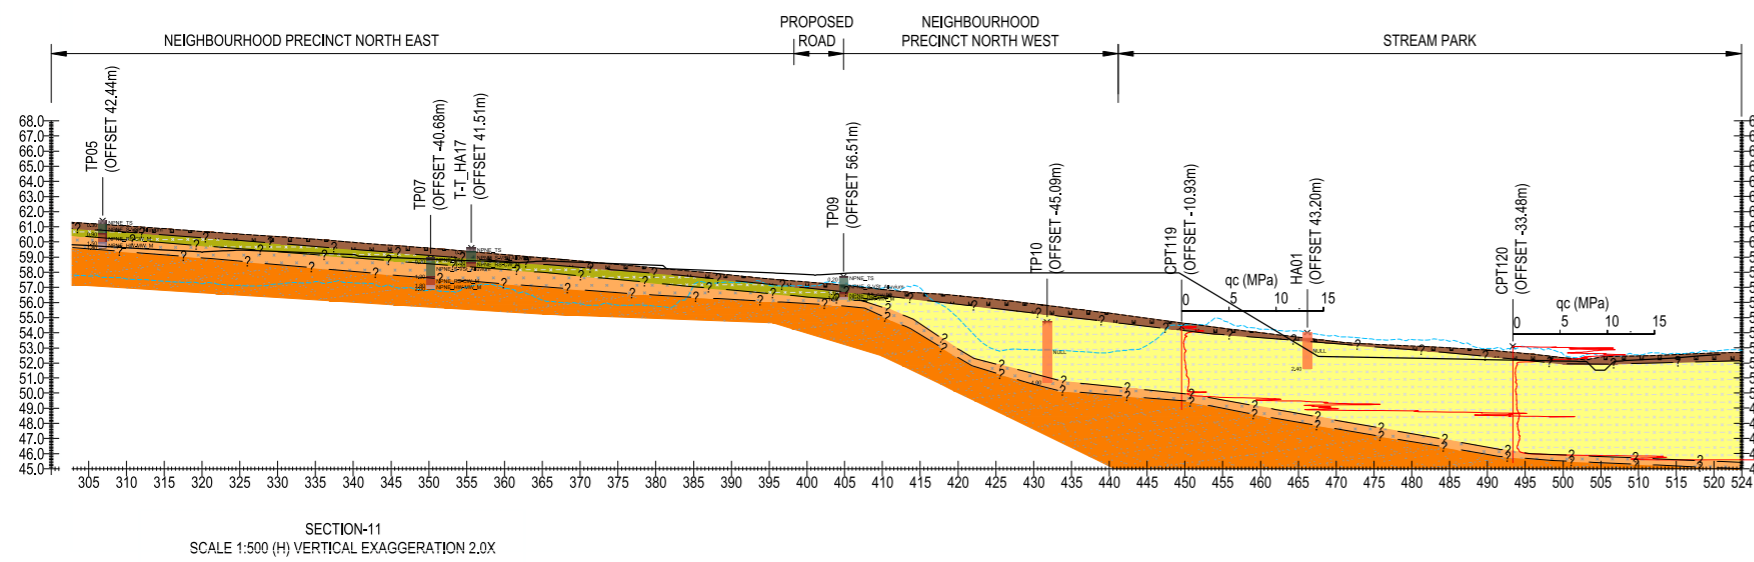 PROPOSED
ROAD
NEIGHBOURHOOD
PRECINCT NORTH WEST
NEIGHBOURHOOD PRECINCT NORTH EAST
STREAM PARK
TP05
(OFFSET 42.44m)
TP07
(OFFSET -40.68m)
T-T_HA17
(OFFSET 41.51m)
TP09
(OFFSET 56.51m)
TP10
(OFFSET -45.09m)
CPT119
(OFFSET -10.93m)
HA01
(OFFSET 43.20m)
CPT120
(OFFSET -33.48m)
qc (MPa)
0 5 10 15
qc (MPa)
0 5 10 15
68.0
67.0
66.0
65.0
64.0
63.0
62.0
61.0
60.0
59.0
58.0
57.0
56.0
55.0
54.0
53.0
52.0
51.0
50.0
49.0
48.0
47.0
46.0
45.0
NPNE_TS
NPNE_TS
NPNE_TS
NULL
NULL
2.40
305 310 315 320 325 330 335 340 345 350 355 360 365 370 375 380 385 390 395 400 405 410 415 420 425 430 435 440 445 450 455 460 465 470 475 480 485 490 495 500 505 510 515 520 524
SECTION-11
SCALE 1:500 (H) VERTICAL EXAGGERATION 2.0X